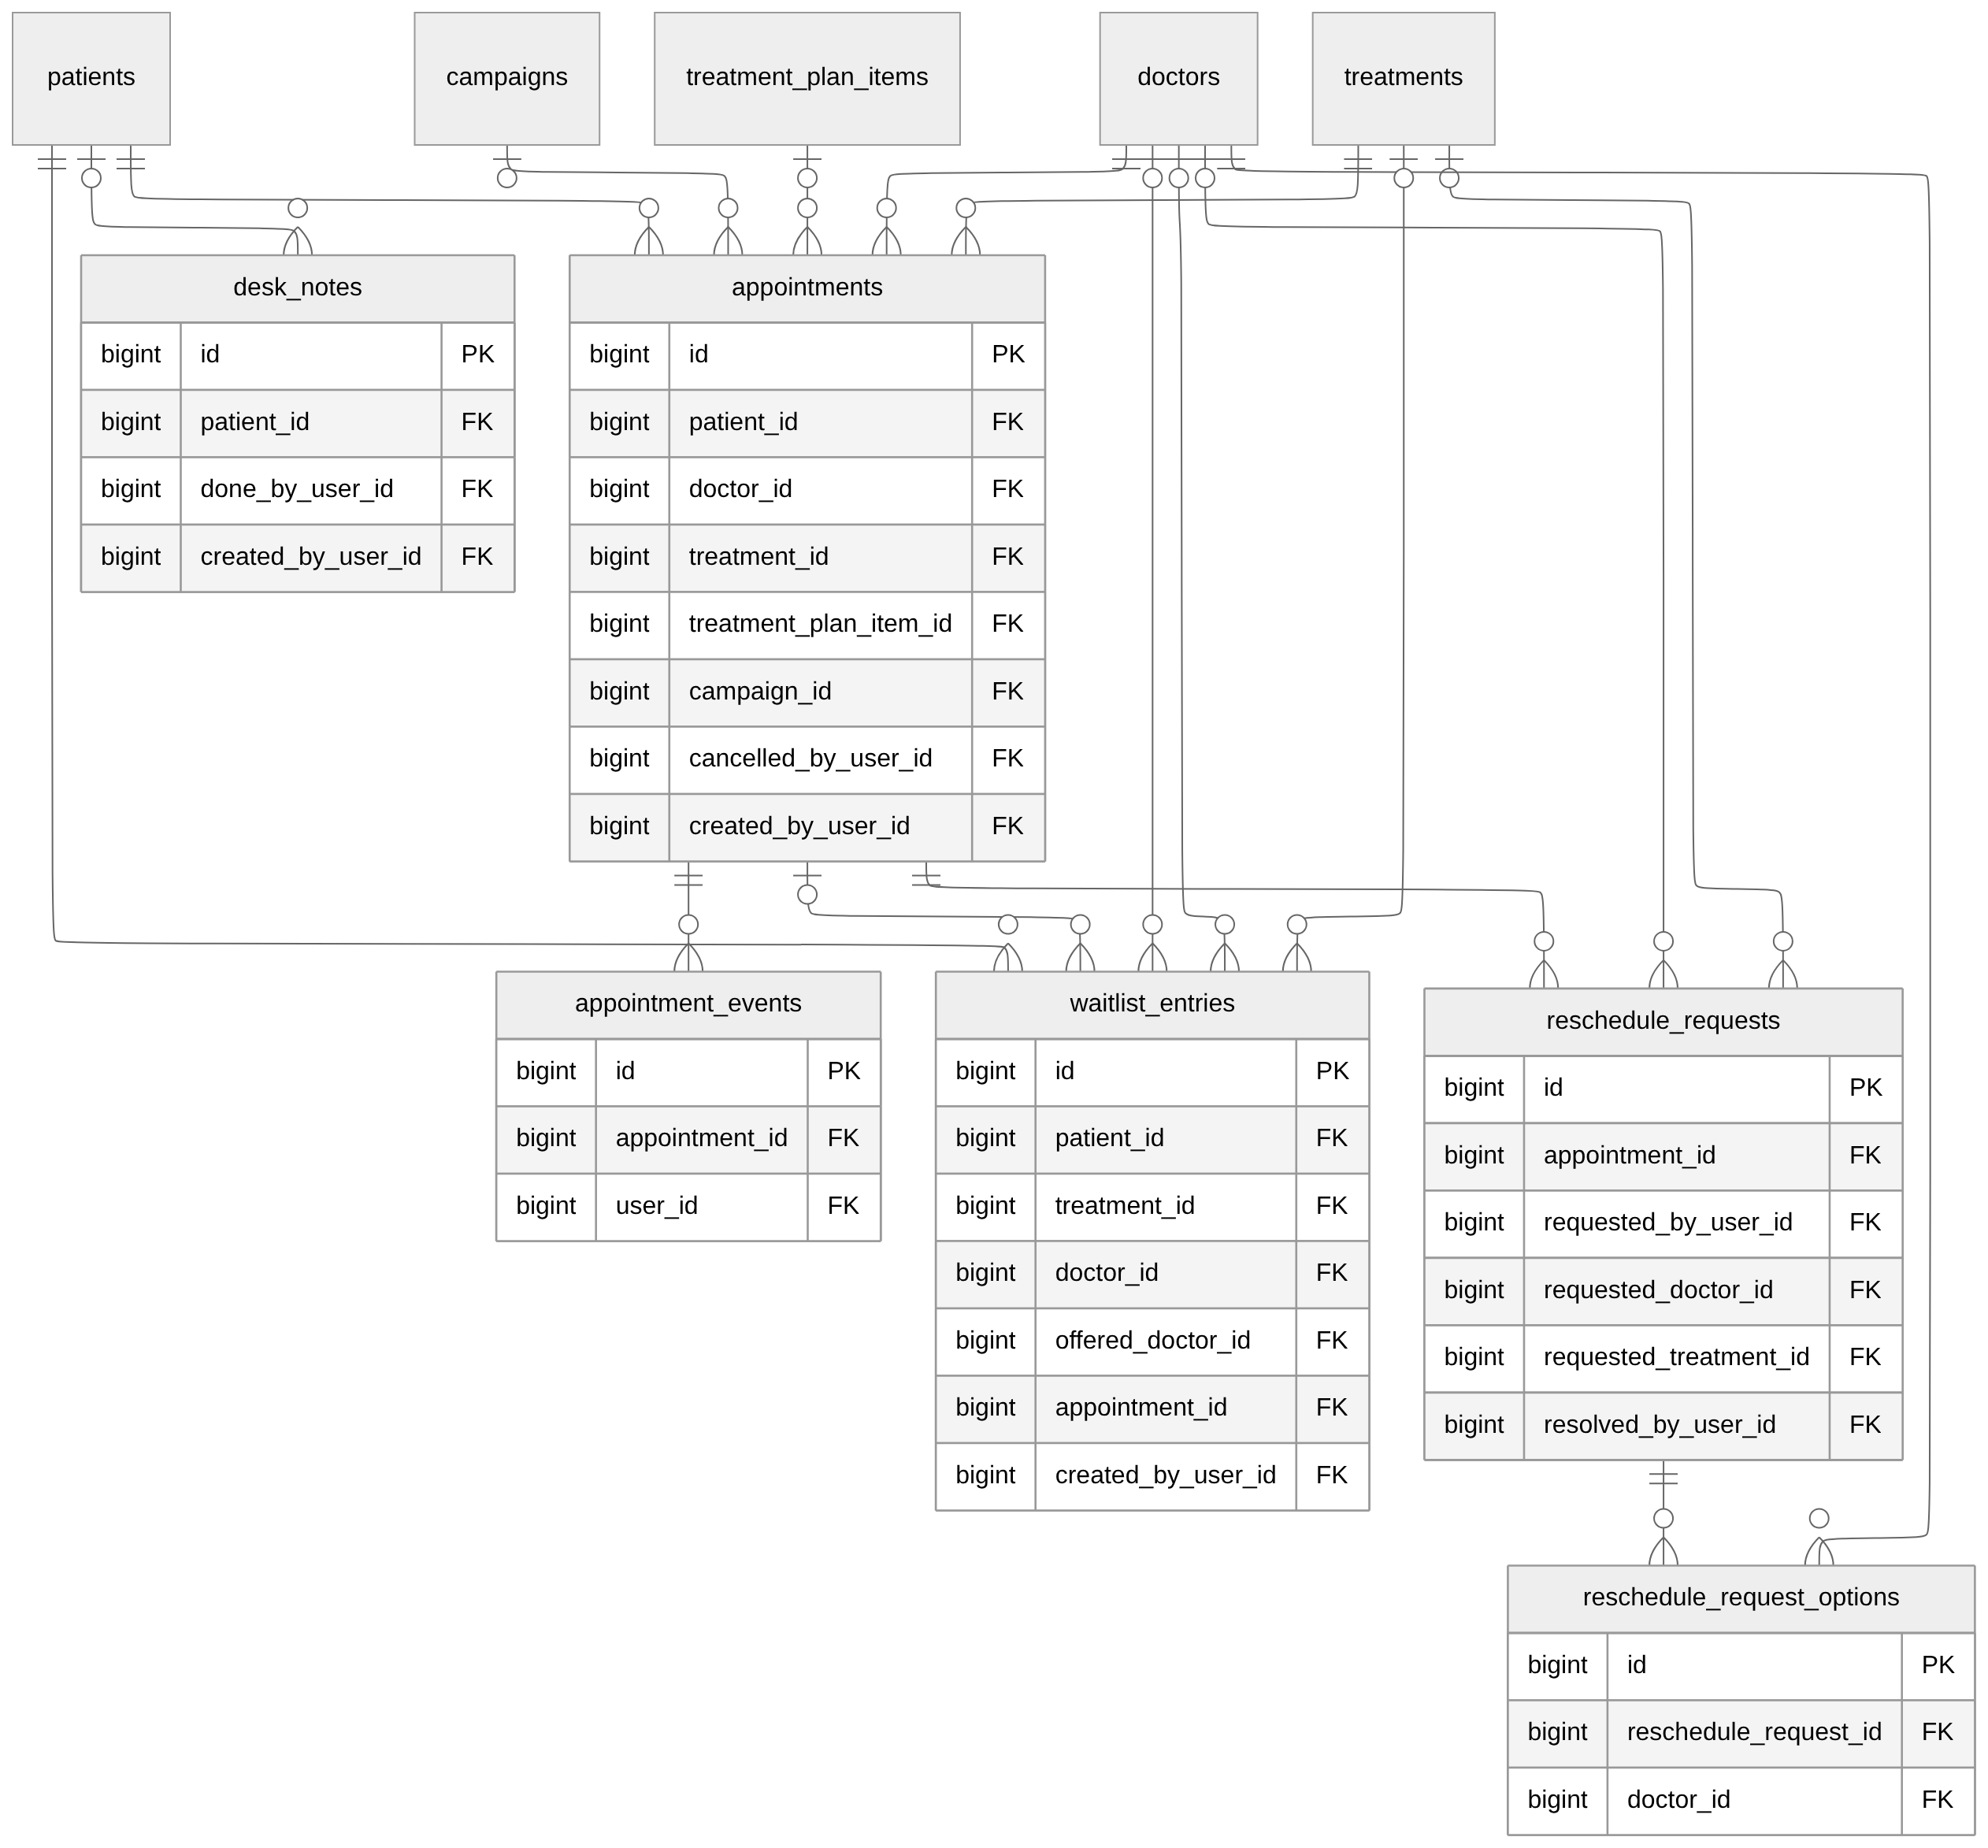 patients
campaigns
treatment_plan_items
doctors
treatments
desk_notes
bigint id PK
bigint patient_id FK
bigint done_by_user_id FK
bigint created_by_user_id FK
appointments
bigint id PK
bigint patient_id FK
bigint doctor_id FK
bigint treatment_id FK
bigint treatment_plan_item_id FK
bigint campaign_id FK
bigint cancelled_by_user_id FK
bigint created_by_user_id FK
appointment_events
bigint id PK
bigint appointment_id FK
bigint user_id FK
waitlist_entries
bigint id PK
bigint patient_id FK
bigint treatment_id FK
bigint doctor_id FK
bigint offered_doctor_id FK
bigint appointment_id FK
bigint created_by_user_id FK
reschedule_requests
bigint id PK
bigint appointment_id FK
bigint requested_by_user_id FK
bigint requested_doctor_id FK
bigint requested_treatment_id FK
bigint resolved_by_user_id FK
reschedule_request_options
bigint id PK
bigint reschedule_request_id FK
bigint doctor_id FK